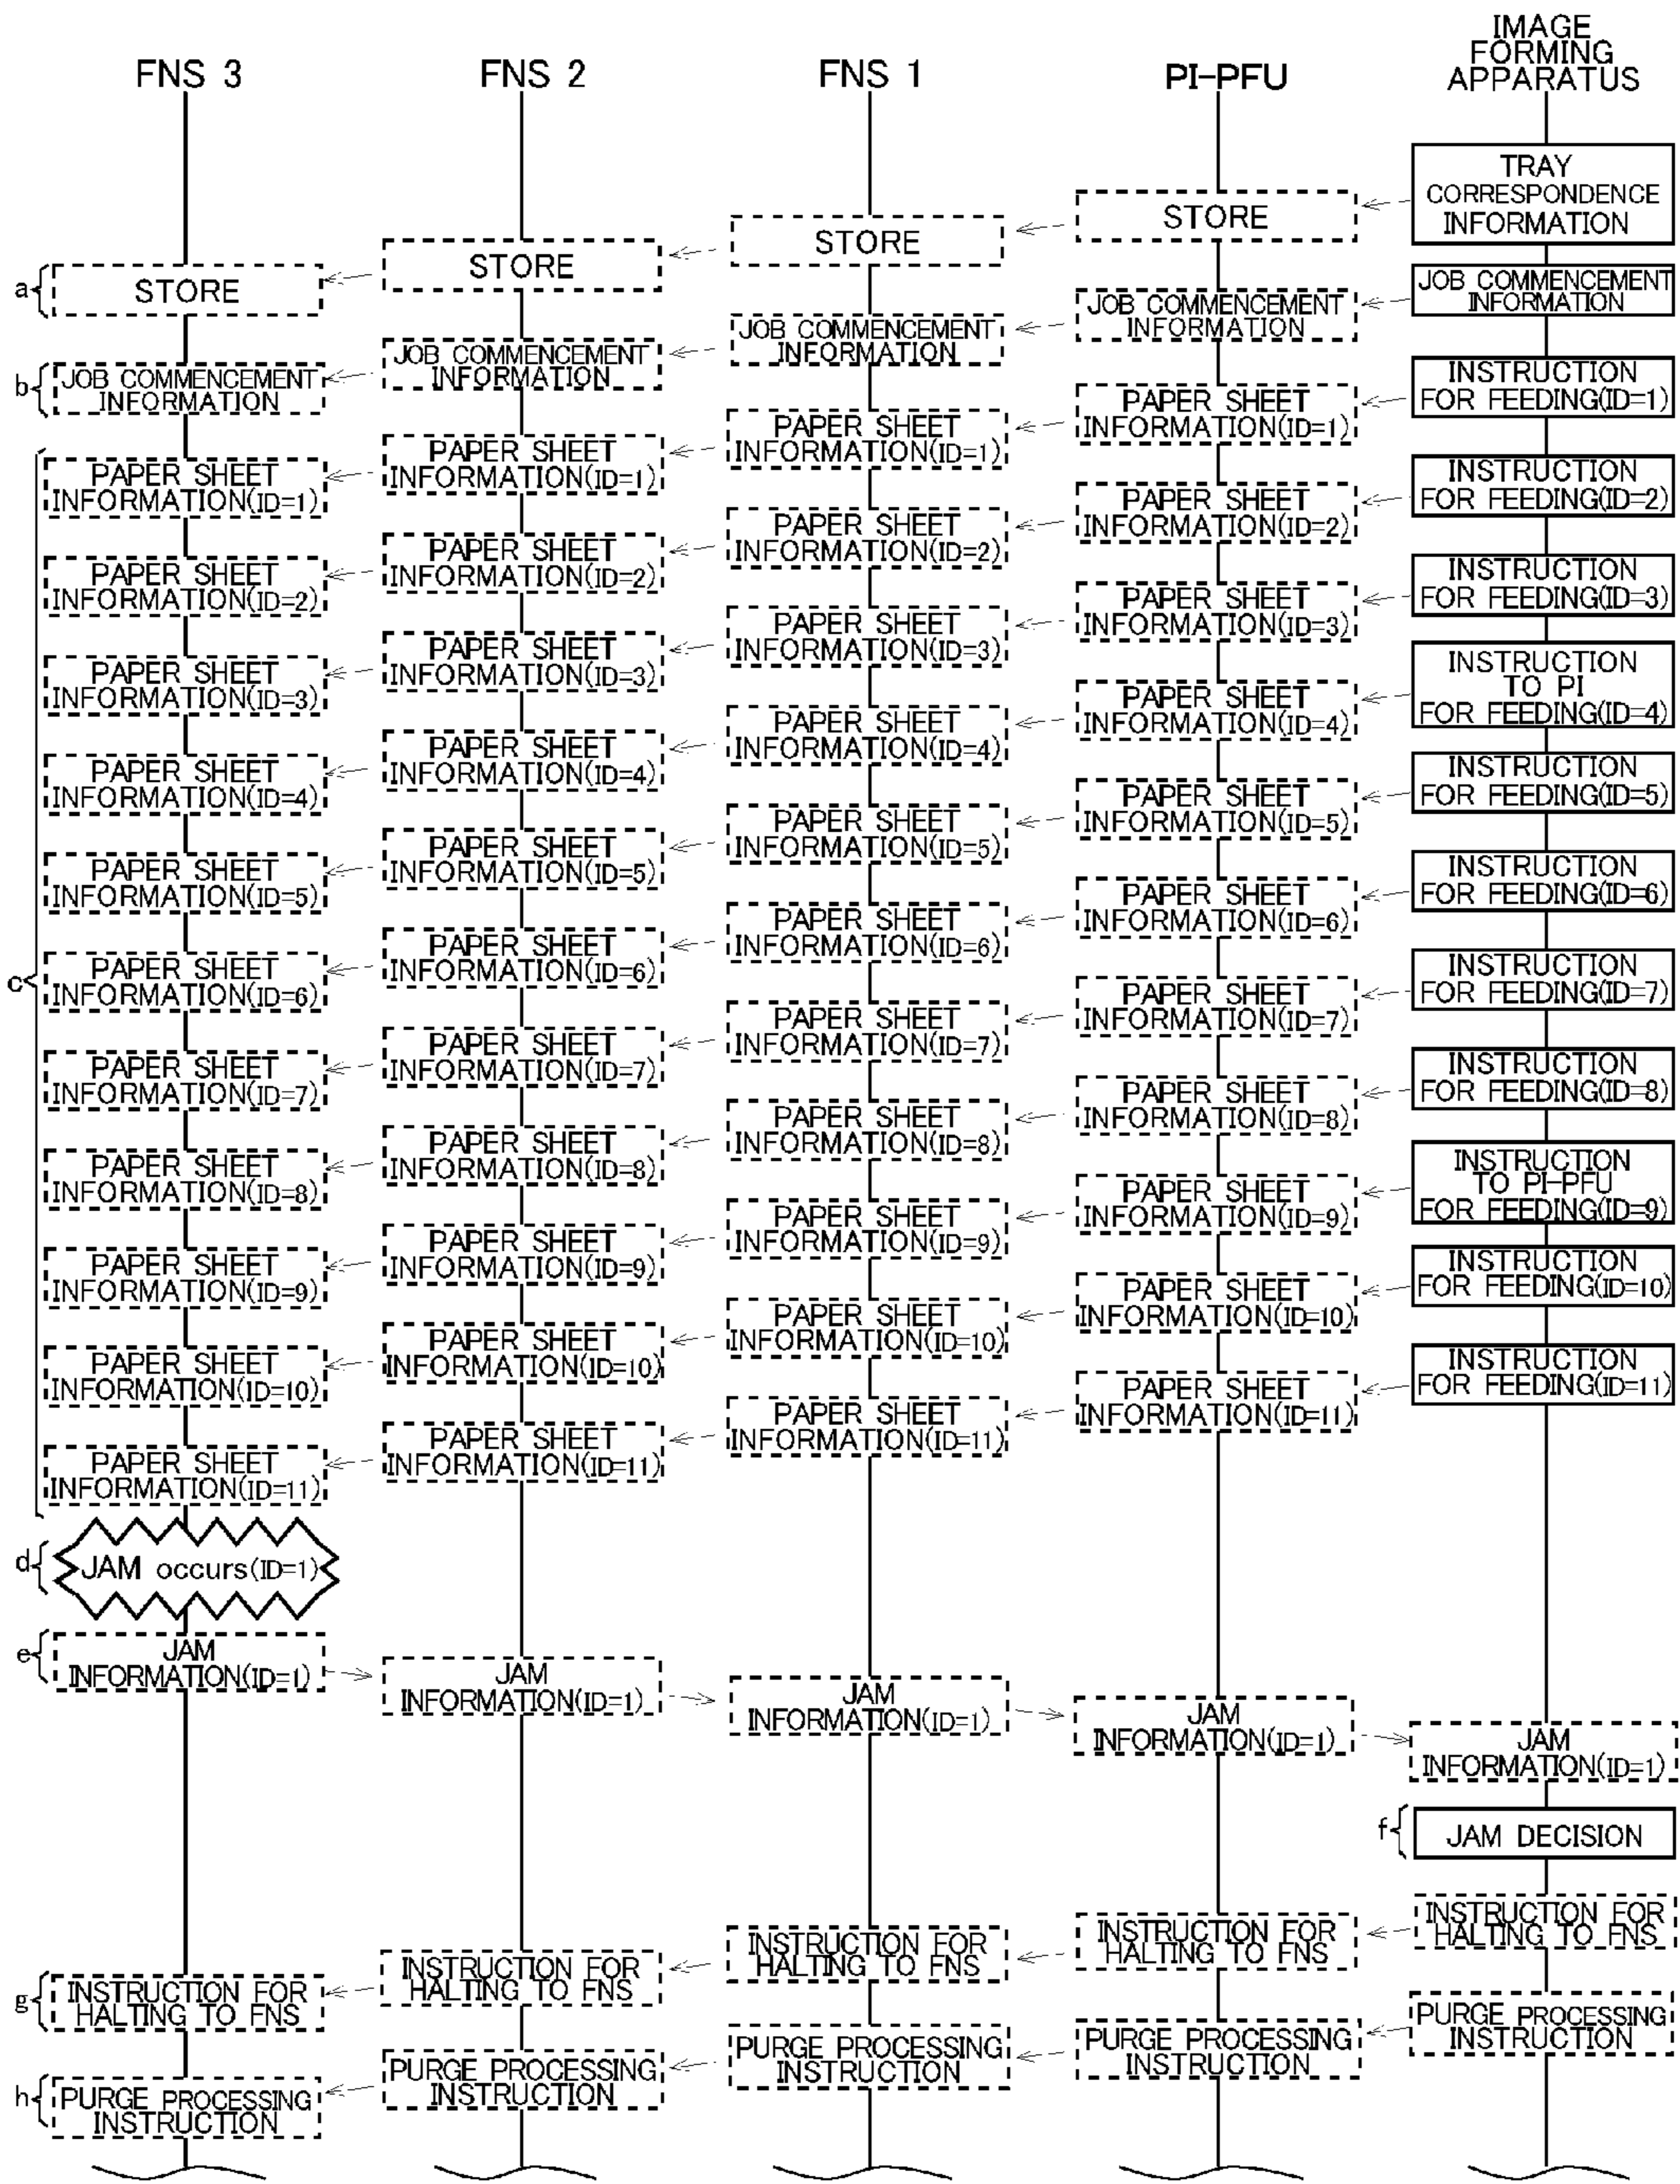 IMAGE
FORMING
APPARATUS
FNS 3
FNS 2
FNS 1
PI-PFU
TRAY
CORRESPONDENCE
INFORMATION
STORE
STORE
STORE
a
STORE
JOB COMMENCEMENT
INFORMATION
JOB COMMENCEMENT
INFORMATION
JOB COMMENCEMENT
INFORMATION
JOB COMMENCEMENT
INFORMATION
b
JOB COMMENCEMENT
INFORMATION
INSTRUCTION
FOR FEEDING(ID=1)
PAPER SHEET
INFORMATION(ID=1)
PAPER SHEET
INFORMATION(ID=1)
PAPER SHEET
INFORMATION(ID=1)
c
PAPER SHEET
INFORMATION(ID=1)
INSTRUCTION
FOR FEEDING(ID=2)
PAPER SHEET
INFORMATION(ID=2)
PAPER SHEET
INFORMATION(ID=2)
PAPER SHEET
INFORMATION(ID=2)
PAPER SHEET
INFORMATION(ID=2)
INSTRUCTION
FOR FEEDING(ID=3)
PAPER SHEET
INFORMATION(ID=3)
PAPER SHEET
INFORMATION(ID=3)
PAPER SHEET
INFORMATION(ID=3)
PAPER SHEET
INFORMATION(ID=3)
INSTRUCTION
TO PI
FOR FEEDING(ID=4)
PAPER SHEET
INFORMATION(ID=4)
PAPER SHEET
INFORMATION(ID=4)
PAPER SHEET
INFORMATION(ID=4)
PAPER SHEET
INFORMATION(ID=4)
INSTRUCTION
FOR FEEDING(ID=5)
PAPER SHEET
INFORMATION(ID=5)
PAPER SHEET
INFORMATION(ID=5)
PAPER SHEET
INFORMATION(ID=5)
PAPER SHEET
INFORMATION(ID=5)
INSTRUCTION
FOR FEEDING(ID=6)
PAPER SHEET
INFORMATION(ID=6)
PAPER SHEET
INFORMATION(ID=6)
PAPER SHEET
INFORMATION(ID=6)
PAPER SHEET
INFORMATION(ID=6)
INSTRUCTION
FOR FEEDING(ID=7)
PAPER SHEET
INFORMATION(ID=7)
PAPER SHEET
INFORMATION(ID=7)
PAPER SHEET
INFORMATION(ID=7)
PAPER SHEET
INFORMATION(ID=7)
INSTRUCTION
FOR FEEDING(ID=8)
PAPER SHEET
INFORMATION(ID=8)
PAPER SHEET
INFORMATION(ID=8)
PAPER SHEET
INFORMATION(ID=8)
PAPER SHEET
INFORMATION(ID=8)
INSTRUCTION
TO PI-PFU
FOR FEEDING(ID=9)
PAPER SHEET
INFORMATION(ID=9)
PAPER SHEET
INFORMATION(ID=9)
PAPER SHEET
INFORMATION(ID=9)
PAPER SHEET
INFORMATION(ID=9)
INSTRUCTION
FOR FEEDING(ID=10)
PAPER SHEET
INFORMATION(ID=10)
PAPER SHEET
INFORMATION(ID=10)
PAPER SHEET
INFORMATION(ID=10)
PAPER SHEET
INFORMATION(ID=10)
INSTRUCTION
FOR FEEDING(ID=11)
PAPER SHEET
INFORMATION(ID=11)
PAPER SHEET
INFORMATION(ID=11)
PAPER SHEET
INFORMATION(ID=11)
PAPER SHEET
INFORMATION(ID=11)
d
JAM occurs(ID=1)
e
JAM
INFORMATION(ID=1)
JAM
INFORMATION(ID=1)
JAM
INFORMATION(ID=1)
JAM
INFORMATION(ID=1)
JAM
INFORMATION(ID=1)
f
JAM DECISION
INSTRUCTION FOR
HALTING TO FNS
INSTRUCTION FOR
HALTING TO FNS
INSTRUCTION FOR
HALTING TO FNS
INSTRUCTION FOR
HALTING TO FNS
g
INSTRUCTION FOR
HALTING TO FNS
PURGE PROCESSING
INSTRUCTION
PURGE PROCESSING
INSTRUCTION
PURGE PROCESSING
INSTRUCTION
PURGE PROCESSING
INSTRUCTION
h
PURGE PROCESSING
INSTRUCTION